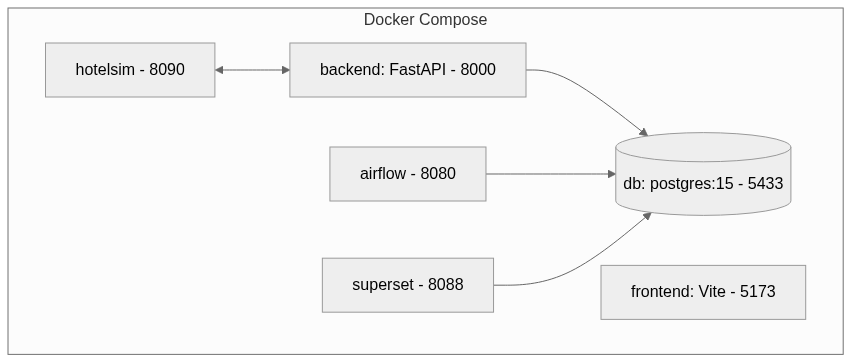 Docker Compose
hotelsim - 8090
backend: FastAPI - 8000
airflow - 8080
db: postgres:15 - 5433
superset - 8088
frontend: Vite - 5173